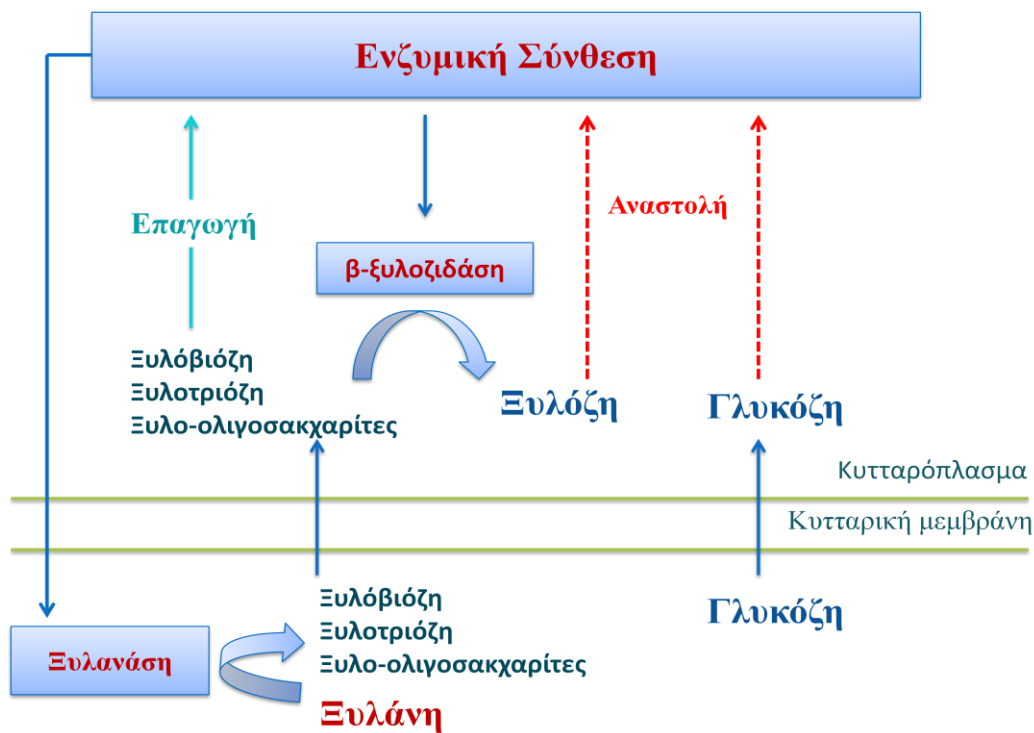 Ενζυμική Σύνθεση
Επαγωγή
Αναστολή
β-ξυλοζιδάση
Ξυλόβιόζη
Ξυλοτριόζη
Ξυλο-ολιγοσακχαρίτες
Ξυλόζη
Γλυκόζη
Κυτταρόπλασμα
Κυτταρική μεμβράνη
Ξυλόβιόζη
Ξυλοτριόζη
Ξυλο-ολιγοσακχαρίτες
Γλυκόζη
Ξυλανάση
Ξυλάνη